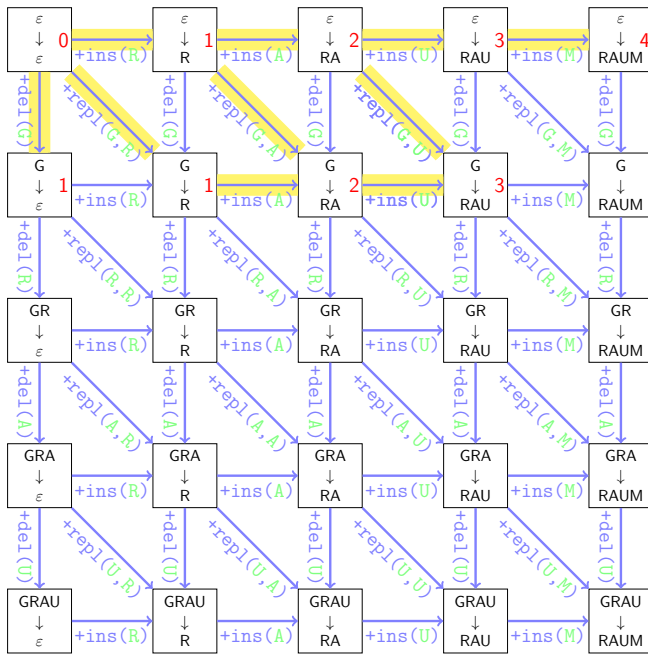 ε ε ε ε ε
↓ 0 ↓ 1 ↓ 2 ↓ 3 ↓ 4
ε +ins(R) R +ins(A) RA +ins(U) RAU +ins(M) RAUM
+del(G) +repl(G,R) +del(G) +repl(G,A) +del(G) +repl(G,U) +del(G) +repl(G,M) +del(G)
G G G G G
↓ 1 ↓ 1 ↓ 2 ↓ 3 ↓
ε +ins(R) R +ins(A) RA +ins(U) RAU +ins(M) RAUM
+del(R) +repl(R,R) +del(R) +repl(R,A) +del(R) +repl(R,U) +del(R) +repl(R,M) +del(R)
GR GR GR GR GR
↓ ↓ ↓ ↓ ↓
ε +ins(R) R +ins(A) RA +ins(U) RAU +ins(M) RAUM
+del(A) +repl(A,R) +del(A) +repl(A,A) +del(A) +repl(A,U) +del(A) +repl(A,M) +del(A)
GRA GRA GRA GRA GRA
↓ ↓ ↓ ↓ ↓
ε +ins(R) R +ins(A) RA +ins(U) RAU +ins(M) RAUM
+del(U) +repl(U,R) +del(U) +repl(U,A) +del(U) +repl(U,U) +del(U) +repl(U,M) +del(U)
GRAU GRAU GRAU GRAU GRAU
↓ ↓ ↓ ↓ ↓
ε +ins(R) R +ins(A) RA +ins(U) RAU +ins(M) RAUM